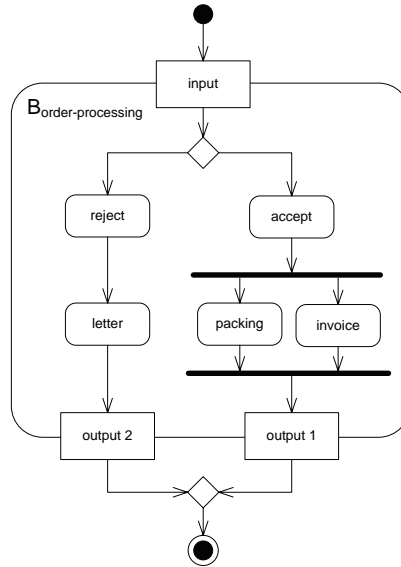 input
Border-processing
reject
accept
letter
packing
invoice
output 2
output 1